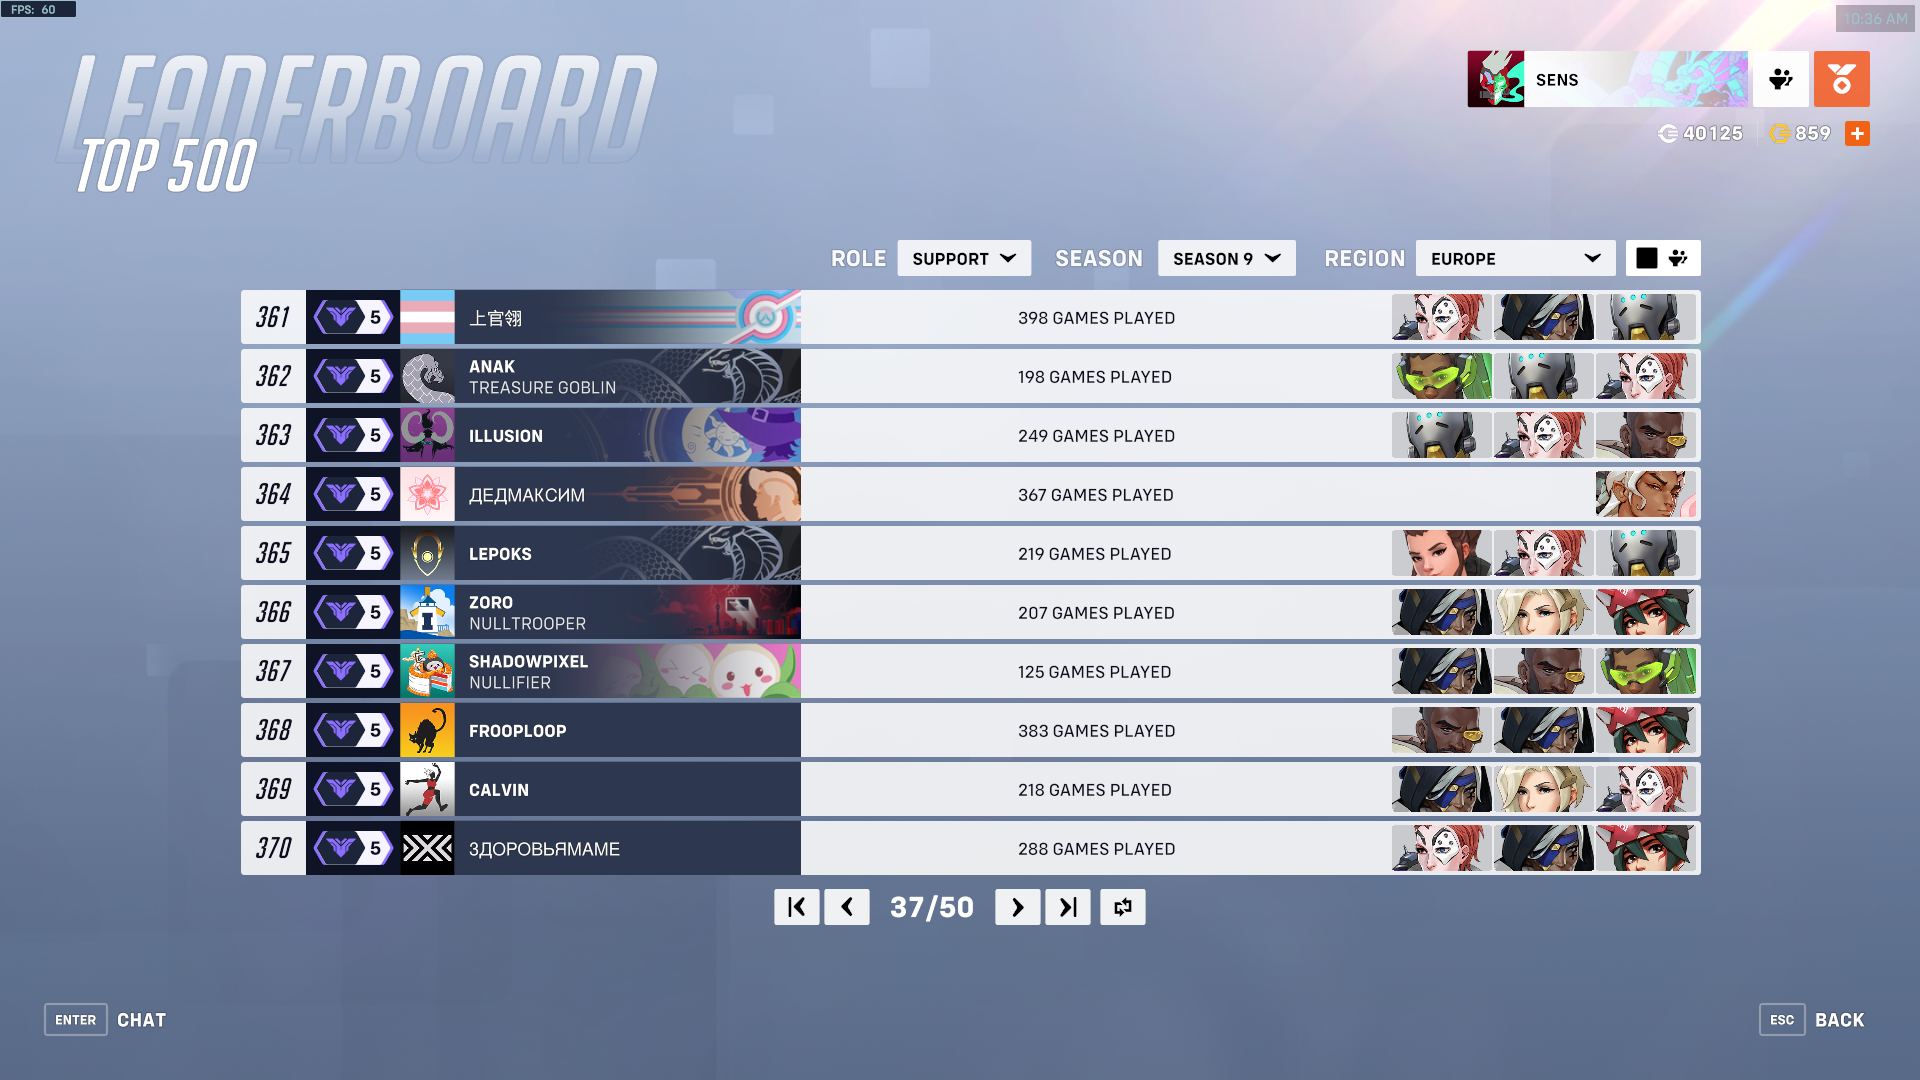 FPS: 60
10:36 AM
LEADERBOARD
TOP 500
SENS
40125
859
ROLE SUPPORT SEASON SEASON 9 REGION EUROPE
361 5 上官翎 398 GAMES PLAYED
362 5 ANAK TREASURE GOBLIN 198 GAMES PLAYED
363 5 ILLUSION 249 GAMES PLAYED
364 5 ДЕДМАКСИМ 367 GAMES PLAYED
365 5 LEPOKS 219 GAMES PLAYED
366 5 ZORO NULLTROOPER 207 GAMES PLAYED
367 5 SHADOWPIXEL NULLIFIER 125 GAMES PLAYED
368 5 FROOPLOOP 383 GAMES PLAYED
369 5 CALVIN 218 GAMES PLAYED
370 5 ЗДОРОВЬЯМАМЕ 288 GAMES PLAYED
37/50
ENTER CHAT
ESC BACK